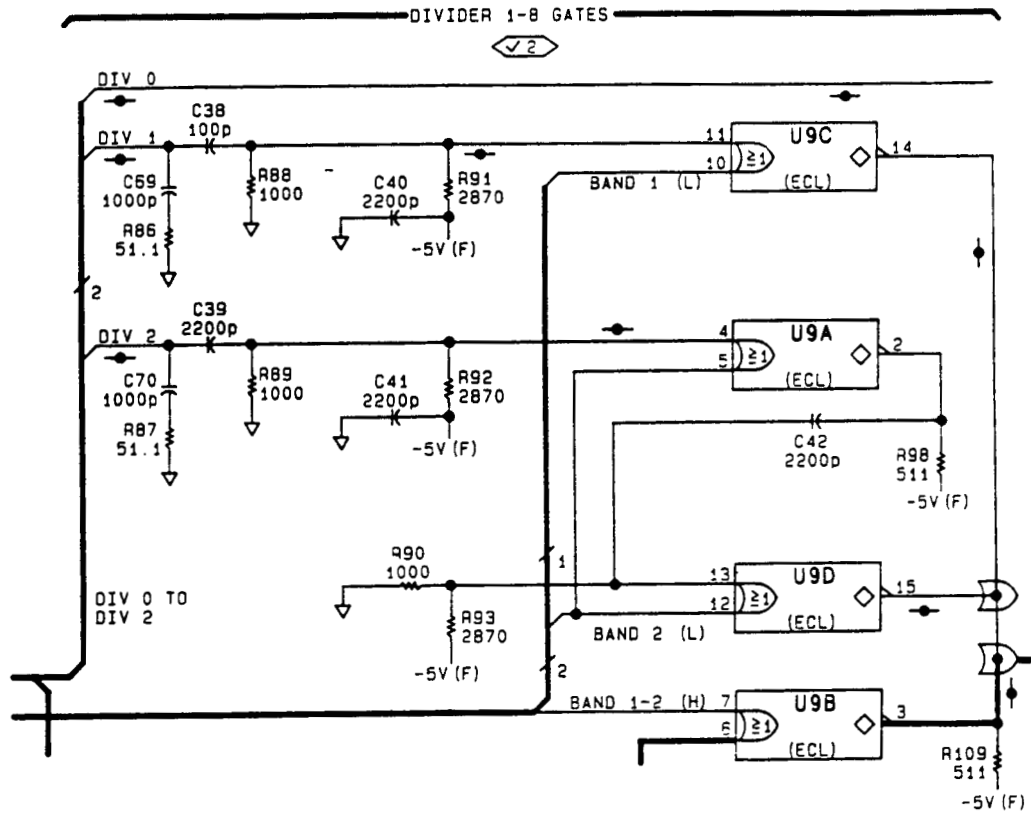 DIVIDER 1-8 GATES
✓ 2
DIV 0
C38
100p
DIV 1
11
U9C
14
10
≥1
(ECL)
BAND 1 (L)
C69
1000p
R88
1000
C40
2200p
R91
2870
R86
51.1
-5V (F)
2
C39
2200p
DIV 2
4
U9A
2
5
≥1
(ECL)
C70
1000p
R89
1000
C41
2200p
R92
2870
R87
51.1
-5V (F)
C42
2200p
R98
511
-5V (F)
R90
1000
1
13
U9D
15
12
≥1
(ECL)
DIV 0 TO
DIV 2
R93
2870
BAND 2 (L)
-5V (F)
2
BAND 1-2 (H)
7
U9B
3
6
≥1
(ECL)
R109
511
-5V (F)